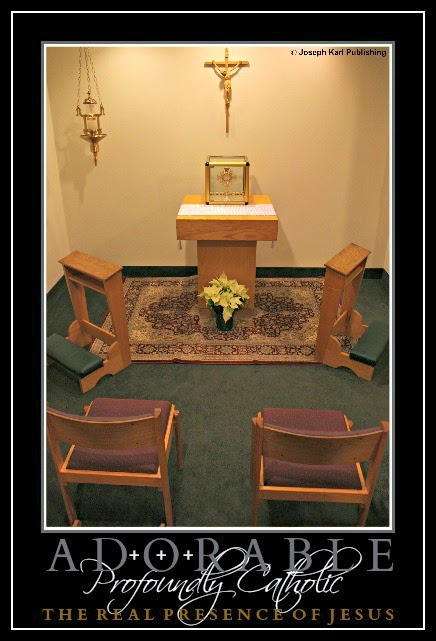 © Joseph Karl Publishing
ADORABLE
+ + +
Profoundly Catholic
THE REAL PRESENCE OF JESUS